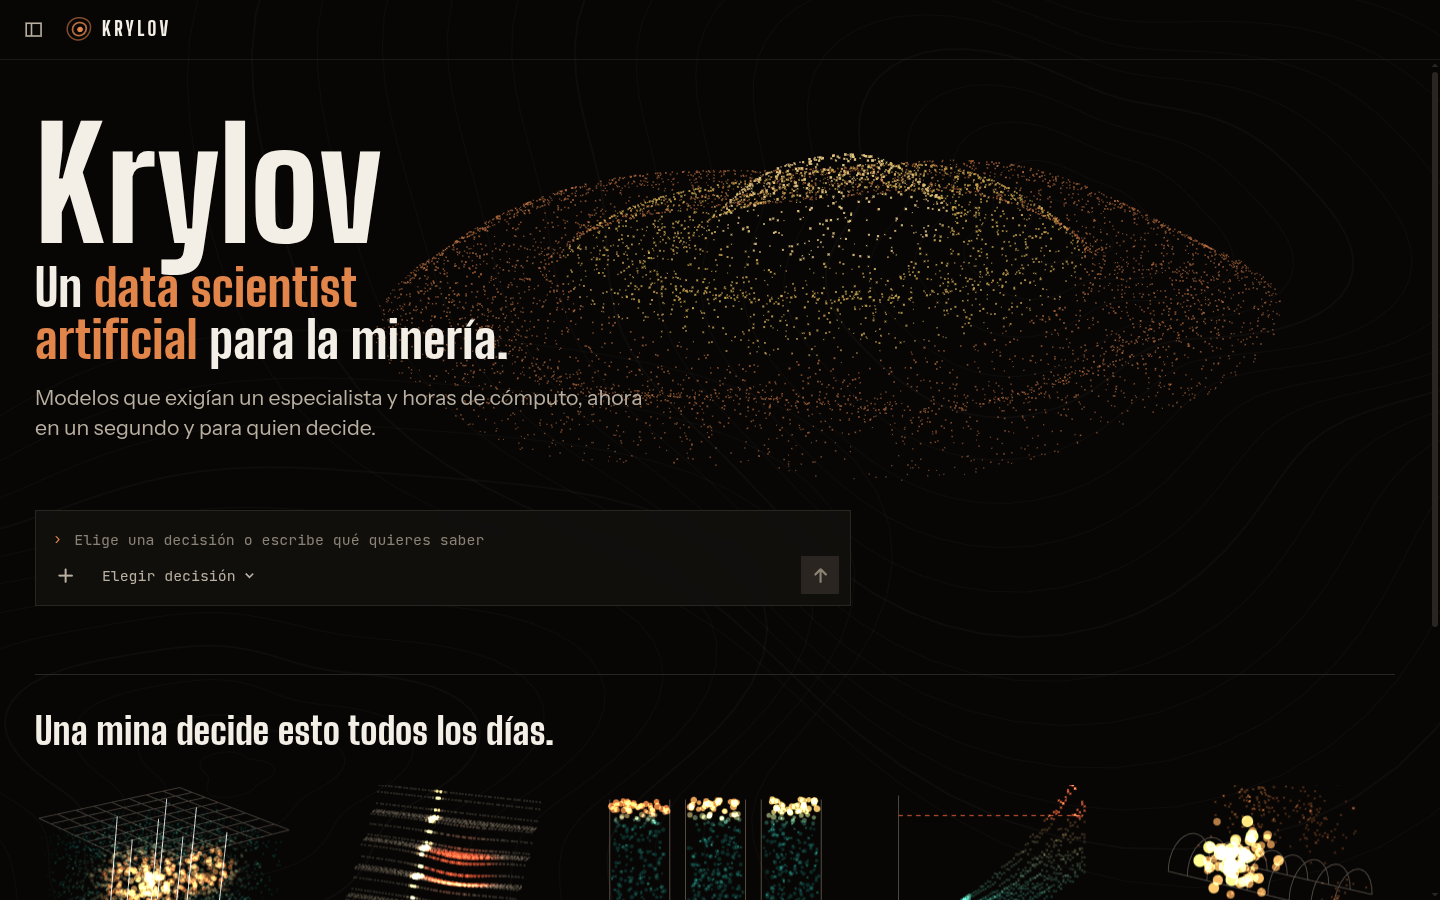 KRYLOV
Krylov
Un data scientist
artificial para la minería.
Modelos que exigían un especialista y horas de cómputo, ahora
en un segundo y para quien decide.
› Elige una decisión o escribe qué quieres saber
Elegir decisión
Una mina decide esto todos los días.